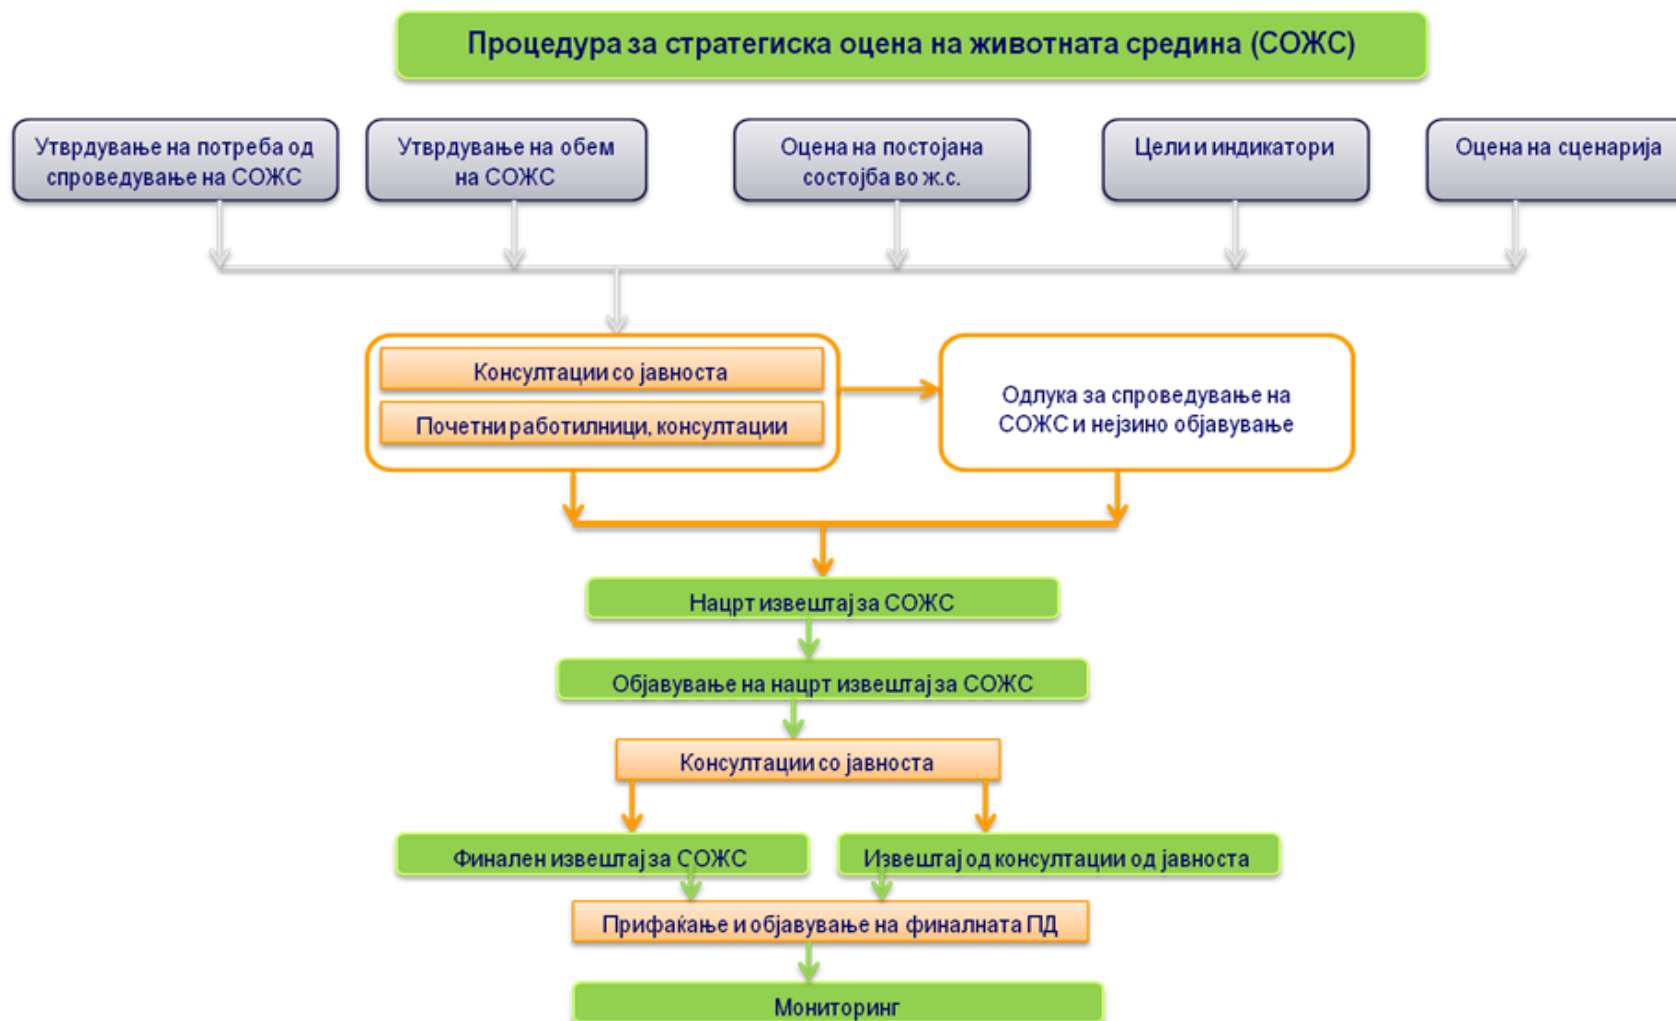 Процедура за стратегиска оцена на животната средина (СОЖС)
Утврдување на потреба од
спроведување на СОЖС
Утврдување на обем
на СОЖС
Оцена на постојана
состојба во ж.с.
Цели и индикатори
Оцена на сценарија
Консултации со јавноста
Почетни работилници, консултации
Одлука за спроведување на
СОЖС и нејзино објавување
Нацрт извештај за СОЖС
Објавување на нацрт извештај за СОЖС
Консултации со јавноста
Финален извештај за СОЖС
Извештај од консултации од јавноста
Прифаќање и објавување на финалната ПД
Мониторинг